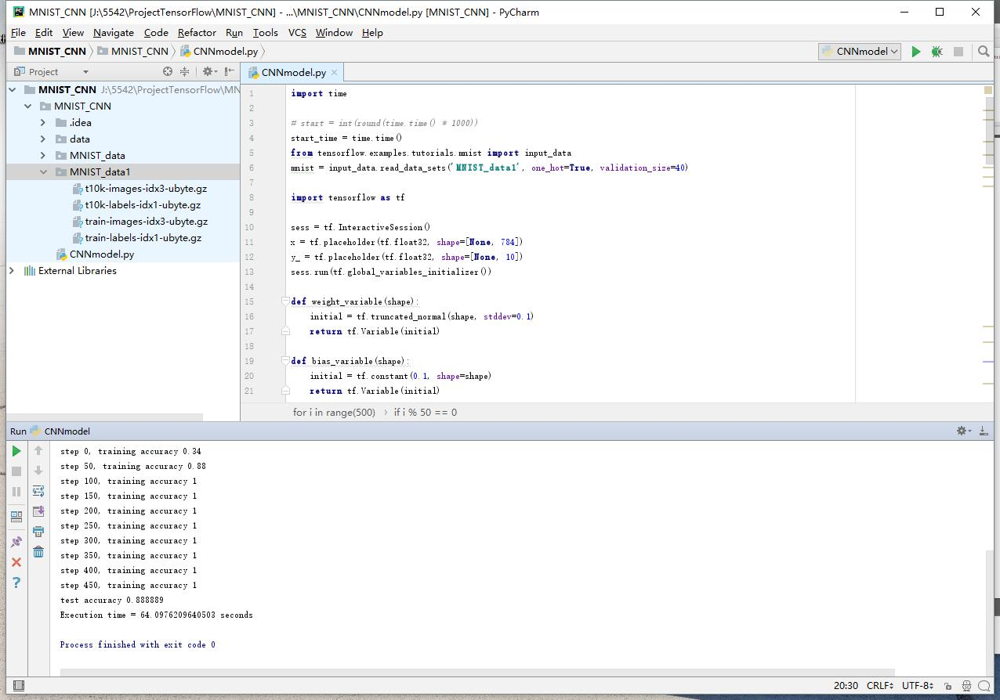 MNIST_CNN [J:\5542\ProjectTensorFlow\MNIST_CNN] - ...\MNIST_CNN\CNNmodel.py [MNIST_CNN] - PyCharm
File Edit View Navigate Code Refactor Run Tools VCS Window Help
MNIST_CNN MNIST_CNN CNNmodel.py CNNmodel
Project
CNNmodel.py
MNIST_CNN J:\5542\ProjectTensorFlow\MN
MNIST_CNN
.idea
data
MNIST_data
MNIST_data1
t10k-images-idx3-ubyte.gz
t10k-labels-idx1-ubyte.gz
train-images-idx3-ubyte.gz
train-labels-idx1-ubyte.gz
CNNmodel.py
External Libraries
1 import time
2
3 # start = int(round(time.time() * 1000))
4 start_time = time.time()
5 from tensorflow.examples.tutorials.mnist import input_data
6 mnist = input_data.read_data_sets('MNIST_data1', one_hot=True, validation_size=40)
7
8 import tensorflow as tf
9
10 sess = tf.InteractiveSession()
11 x = tf.placeholder(tf.float32, shape=[None, 784])
12 y_ = tf.placeholder(tf.float32, shape=[None, 10])
13 sess.run(tf.global_variables_initializer())
14
15 def weight_variable(shape):
16 initial = tf.truncated_normal(shape, stddev=0.1)
17 return tf.Variable(initial)
18
19 def bias_variable(shape):
20 initial = tf.constant(0.1, shape=shape)
21 return tf.Variable(initial)
for i in range(500) › if i % 50 == 0
Run CNNmodel
step 0, training accuracy 0.34
step 50, training accuracy 0.88
step 100, training accuracy 1
step 150, training accuracy 1
step 200, training accuracy 1
step 250, training accuracy 1
step 300, training accuracy 1
step 350, training accuracy 1
step 400, training accuracy 1
step 450, training accuracy 1
test accuracy 0.888889
Execution time = 64.0976209640503 seconds
Process finished with exit code 0
20:30 CRLF UTF-8